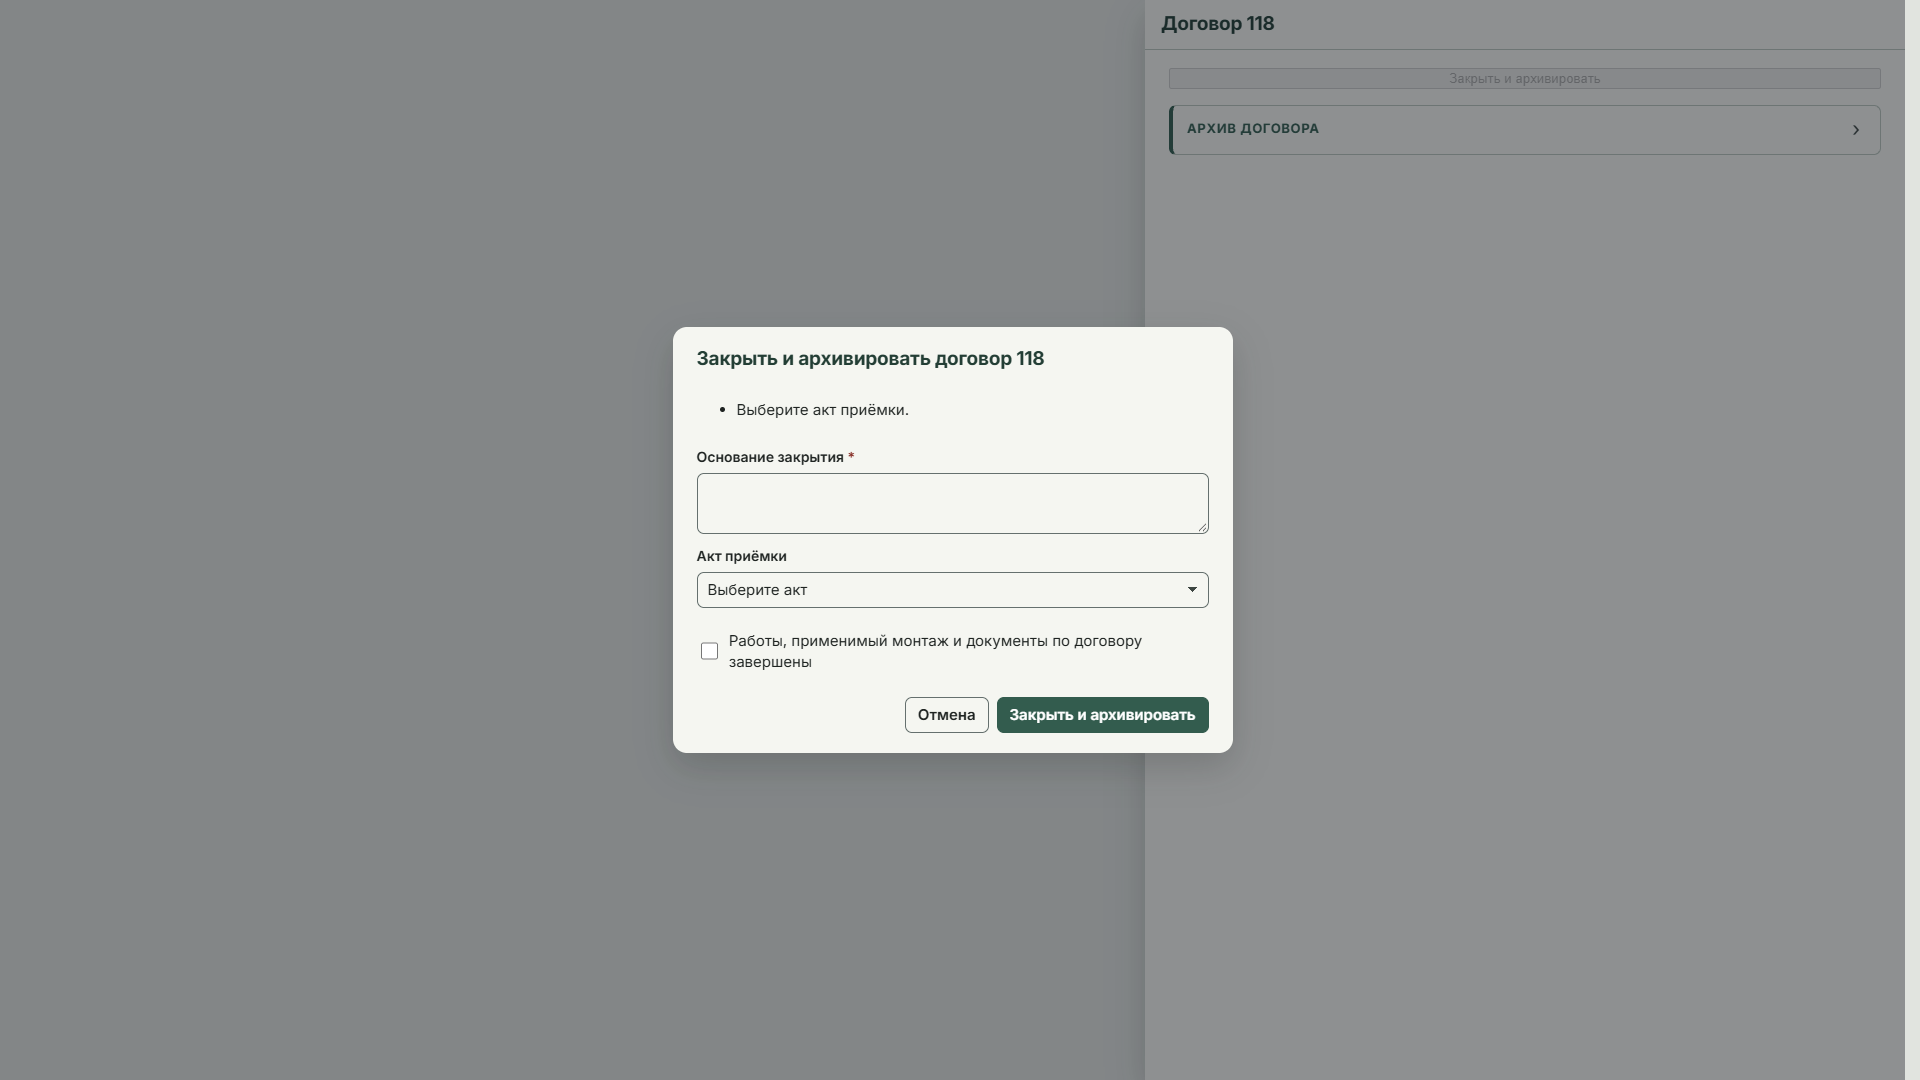 Договор 118
Закрыть и архивировать
АРХИВ ДОГОВОРА
Закрыть и архивировать договор 118
Выберите акт приёмки.
Основание закрытия *
Акт приёмки
Выберите акт
Работы, применимый монтаж и документы по договору
завершены
Отмена
Закрыть и архивировать